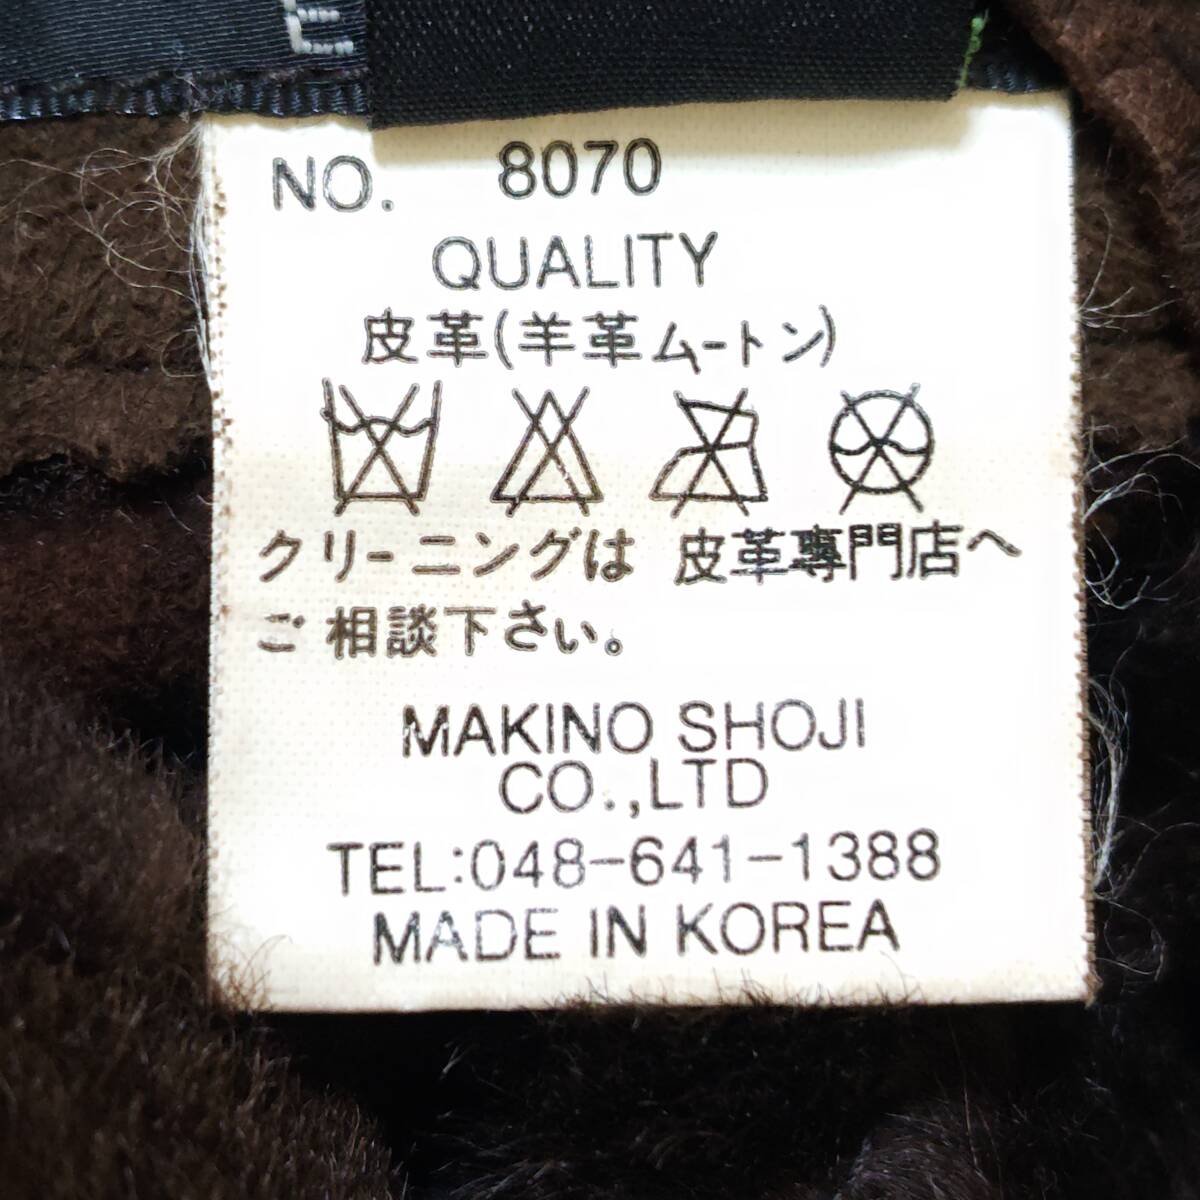 NO. 8070
QUALITY
皮革(羊革ムートン)
クリーニングは 皮革專門店へ
ご相談下さい。
MAKINO SHOJI
CO.,LTD
TEL:048-641-1388
MADE IN KOREA